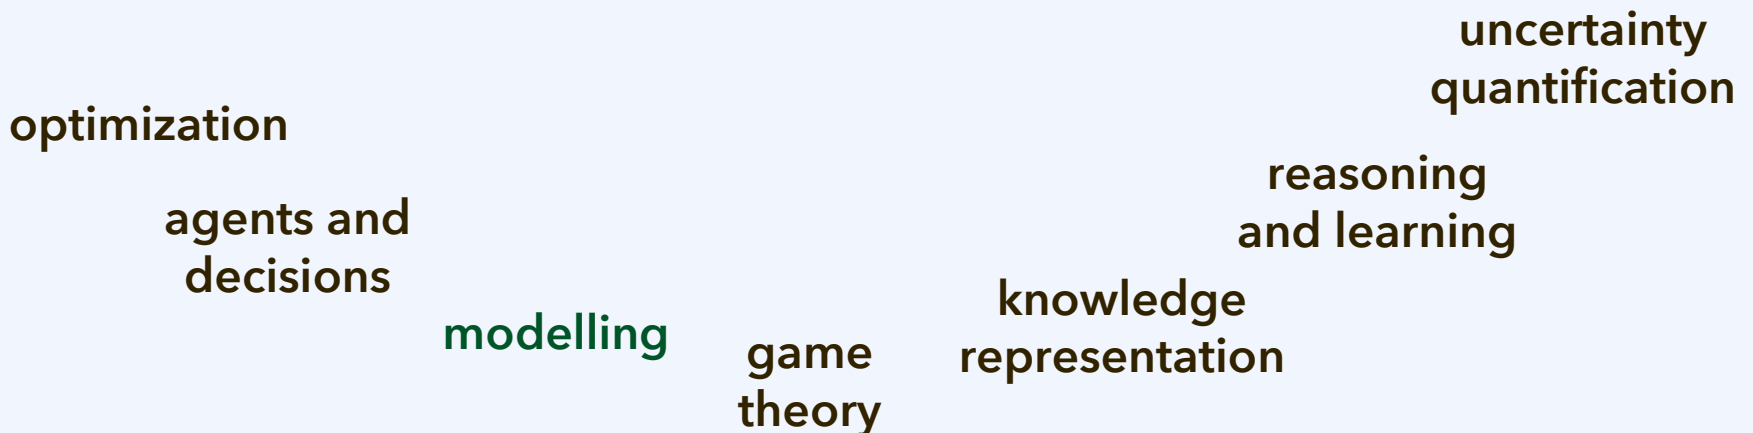 uncertainty
quantification
optimization
reasoning
and learning
agents and
decisions
knowledge
representation
modelling
game
theory